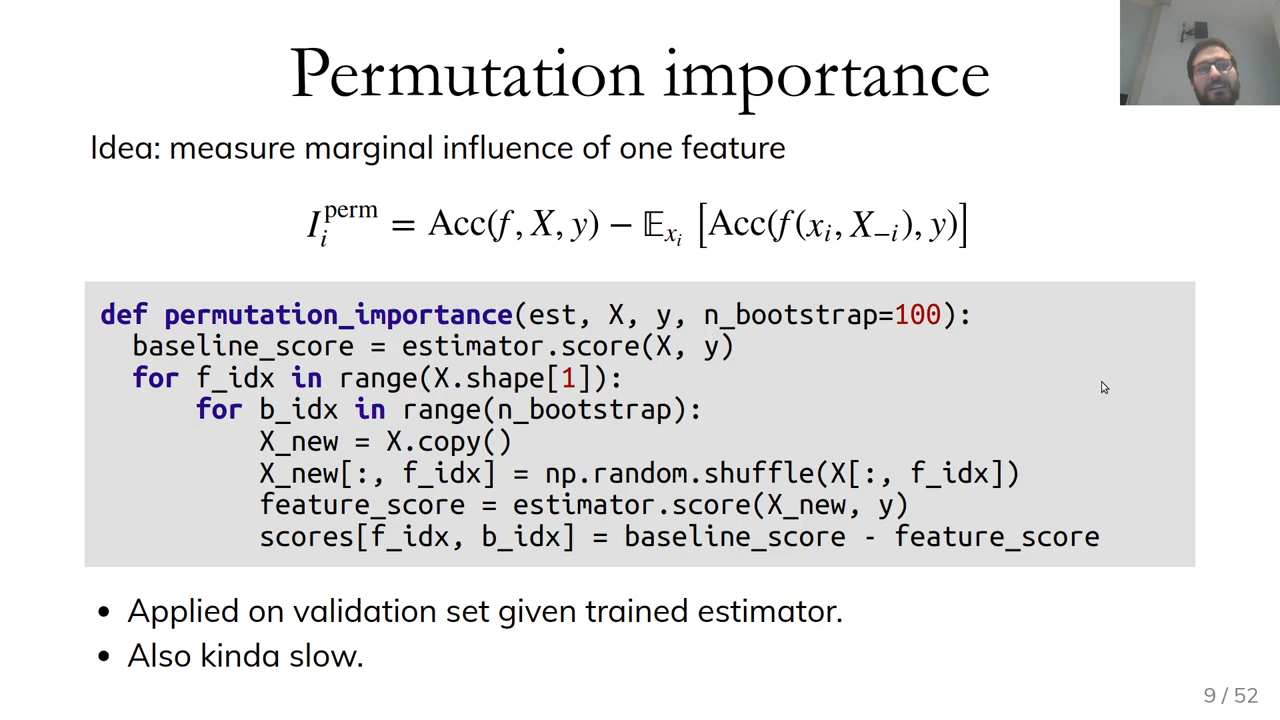 Permutation importance
Idea: measure marginal influence of one feature
I_i^perm = Acc(f, X, y) − 𝔼_{x_i} [Acc(f(x_i, X_{−i}), y)]
def permutation_importance(est, X, y, n_bootstrap=100):
  baseline_score = estimator.score(X, y)
  for f_idx in range(X.shape[1]):
      for b_idx in range(n_bootstrap):
          X_new = X.copy()
          X_new[:, f_idx] = np.random.shuffle(X[:, f_idx])
          feature_score = estimator.score(X_new, y)
          scores[f_idx, b_idx] = baseline_score - feature_score
• Applied on validation set given trained estimator.
• Also kinda slow.
9 / 52